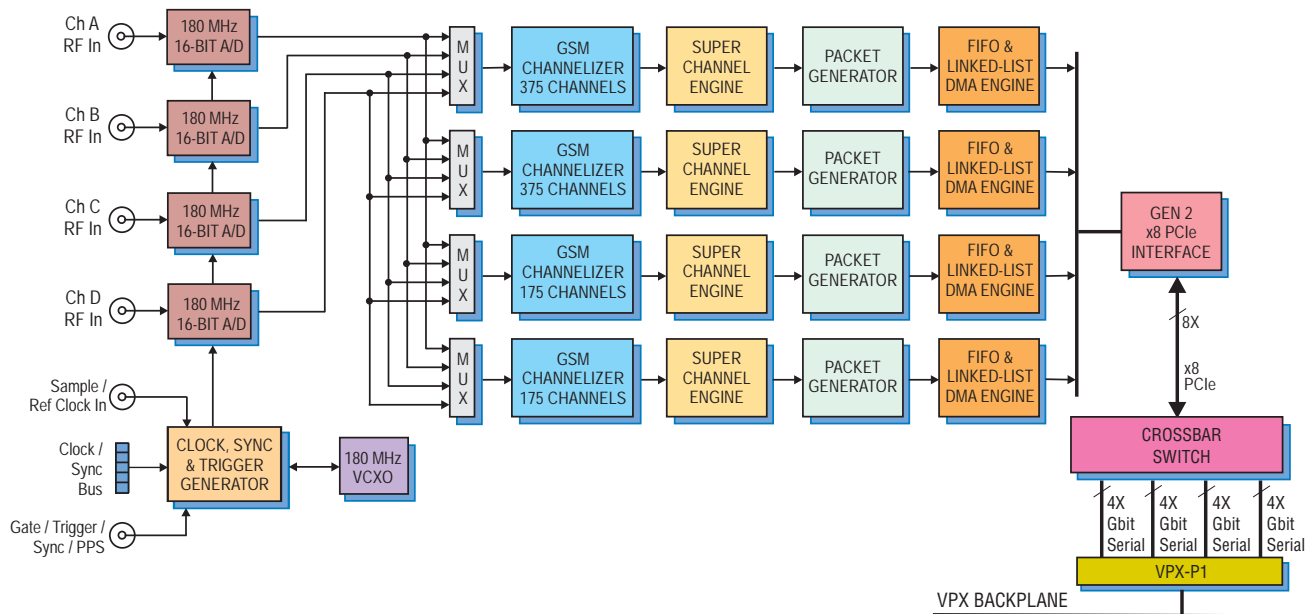 Ch A
RF In
180 MHz
16-BIT A/D
Ch B
RF In
180 MHz
16-BIT A/D
Ch C
RF In
180 MHz
16-BIT A/D
Ch D
RF In
180 MHz
16-BIT A/D
Sample /
Ref Clock In
Clock /
Sync
Bus
Gate / Trigger /
Sync / PPS
CLOCK, SYNC
& TRIGGER
GENERATOR
180 MHz
VCXO
M
U
X
GSM
CHANNELIZER
375 CHANNELS
SUPER
CHANNEL
ENGINE
PACKET
GENERATOR
FIFO &
LINKED-LIST
DMA ENGINE
M
U
X
GSM
CHANNELIZER
375 CHANNELS
SUPER
CHANNEL
ENGINE
PACKET
GENERATOR
FIFO &
LINKED-LIST
DMA ENGINE
M
U
X
GSM
CHANNELIZER
175 CHANNELS
SUPER
CHANNEL
ENGINE
PACKET
GENERATOR
FIFO &
LINKED-LIST
DMA ENGINE
M
U
X
GSM
CHANNELIZER
175 CHANNELS
SUPER
CHANNEL
ENGINE
PACKET
GENERATOR
FIFO &
LINKED-LIST
DMA ENGINE
GEN 2
x8 PCIe
INTERFACE
8X
x8
PCIe
CROSSBAR
SWITCH
4X
Gbit
Serial
4X
Gbit
Serial
4X
Gbit
Serial
4X
Gbit
Serial
VPX-P1
VPX BACKPLANE